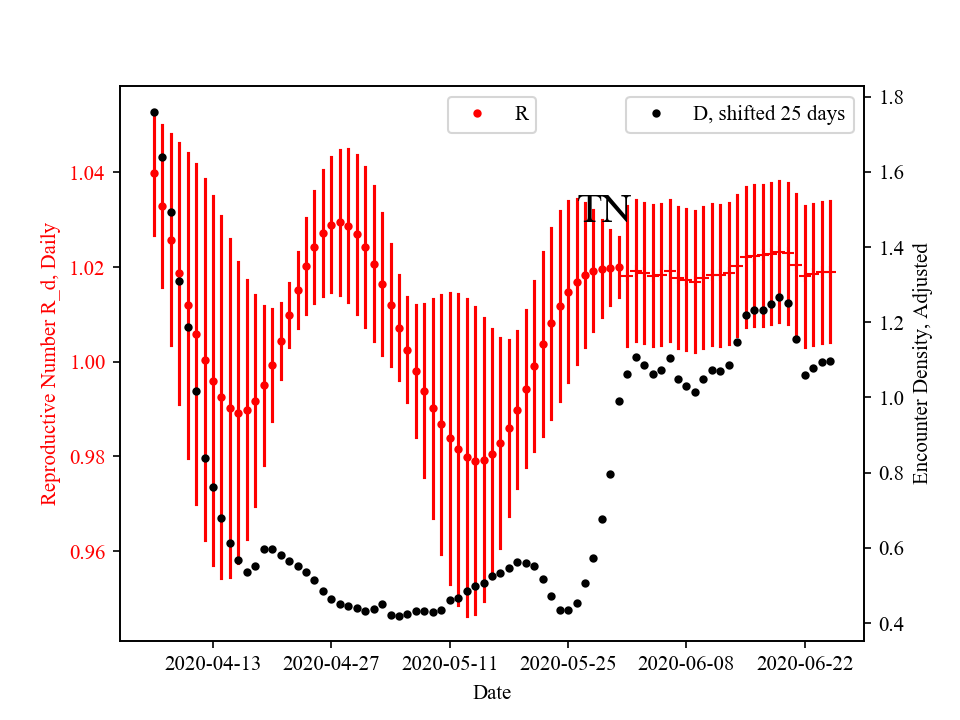 R
D, shifted 25 days
TN
Reproductive Number R_d, Daily
1.04
1.02
1.00
0.98
0.96
Encounter Density, Adjusted
1.8
1.6
1.4
1.2
1.0
0.8
0.6
0.4
2020-04-13 2020-04-27 2020-05-11 2020-05-25 2020-06-08 2020-06-22
Date